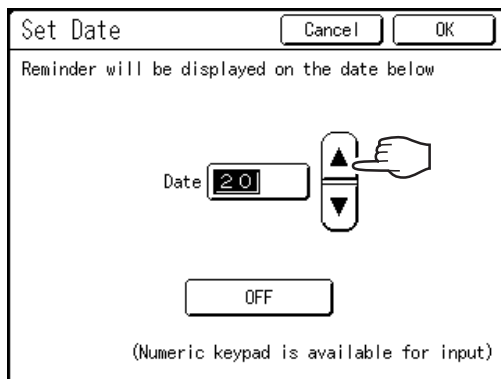 Set Date Cancel OK
Reminder will be displayed on the date below
Date 20
OFF
(Numeric keypad is available for input)